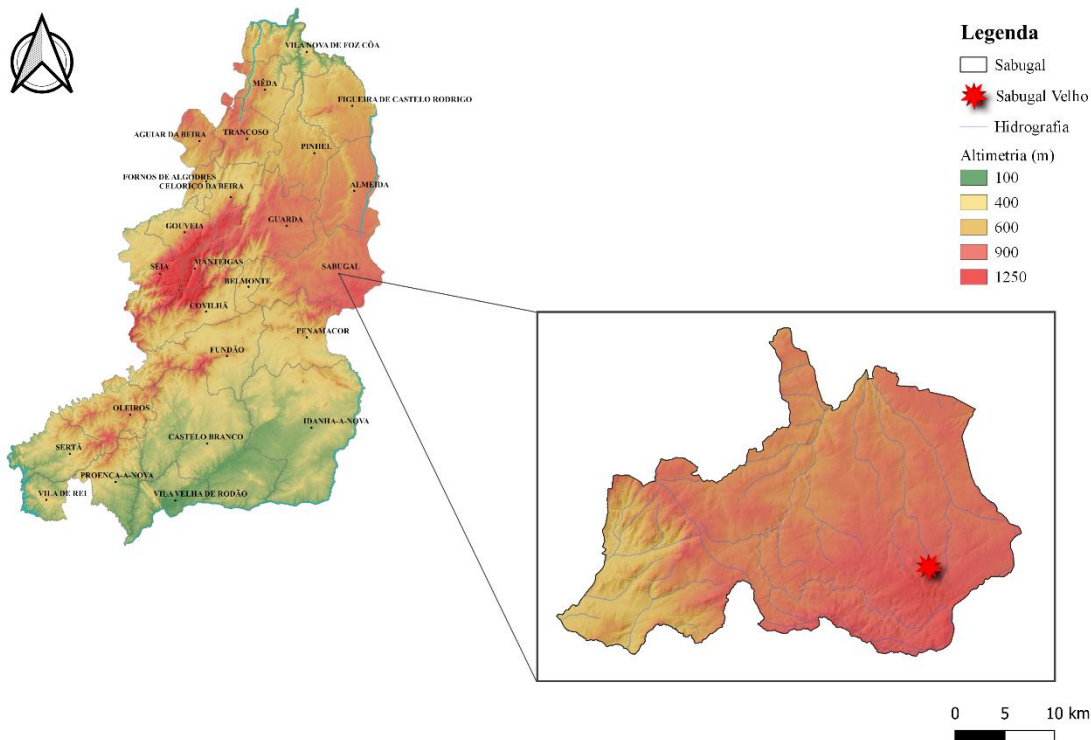 VILA NOVA DE FOZ CÔA
MÊDA
FIGUEIRA DE CASTELO RODRIGO
AGUIAR DA BEIRA
TRANCOSO
PINHEL
FORNOS DE ALGODRES
CELORICO DA BEIRA
ALMEIDA
GOUVEIA
GUARDA
SEIA
MANTEIGAS
SABUGAL
BELMONTE
COVILHÃ
PENAMACOR
FUNDÃO
OLEIROS
IDANHA-A-NOVA
CASTELO BRANCO
SERTÃ
PROENÇA-A-NOVA
VILA DE REI
VILA VELHA DE RODÃO
Legenda
Sabugal
Sabugal Velho
Hidrografia
Altimetria (m)
100
400
600
900
1250
0 5 10 km